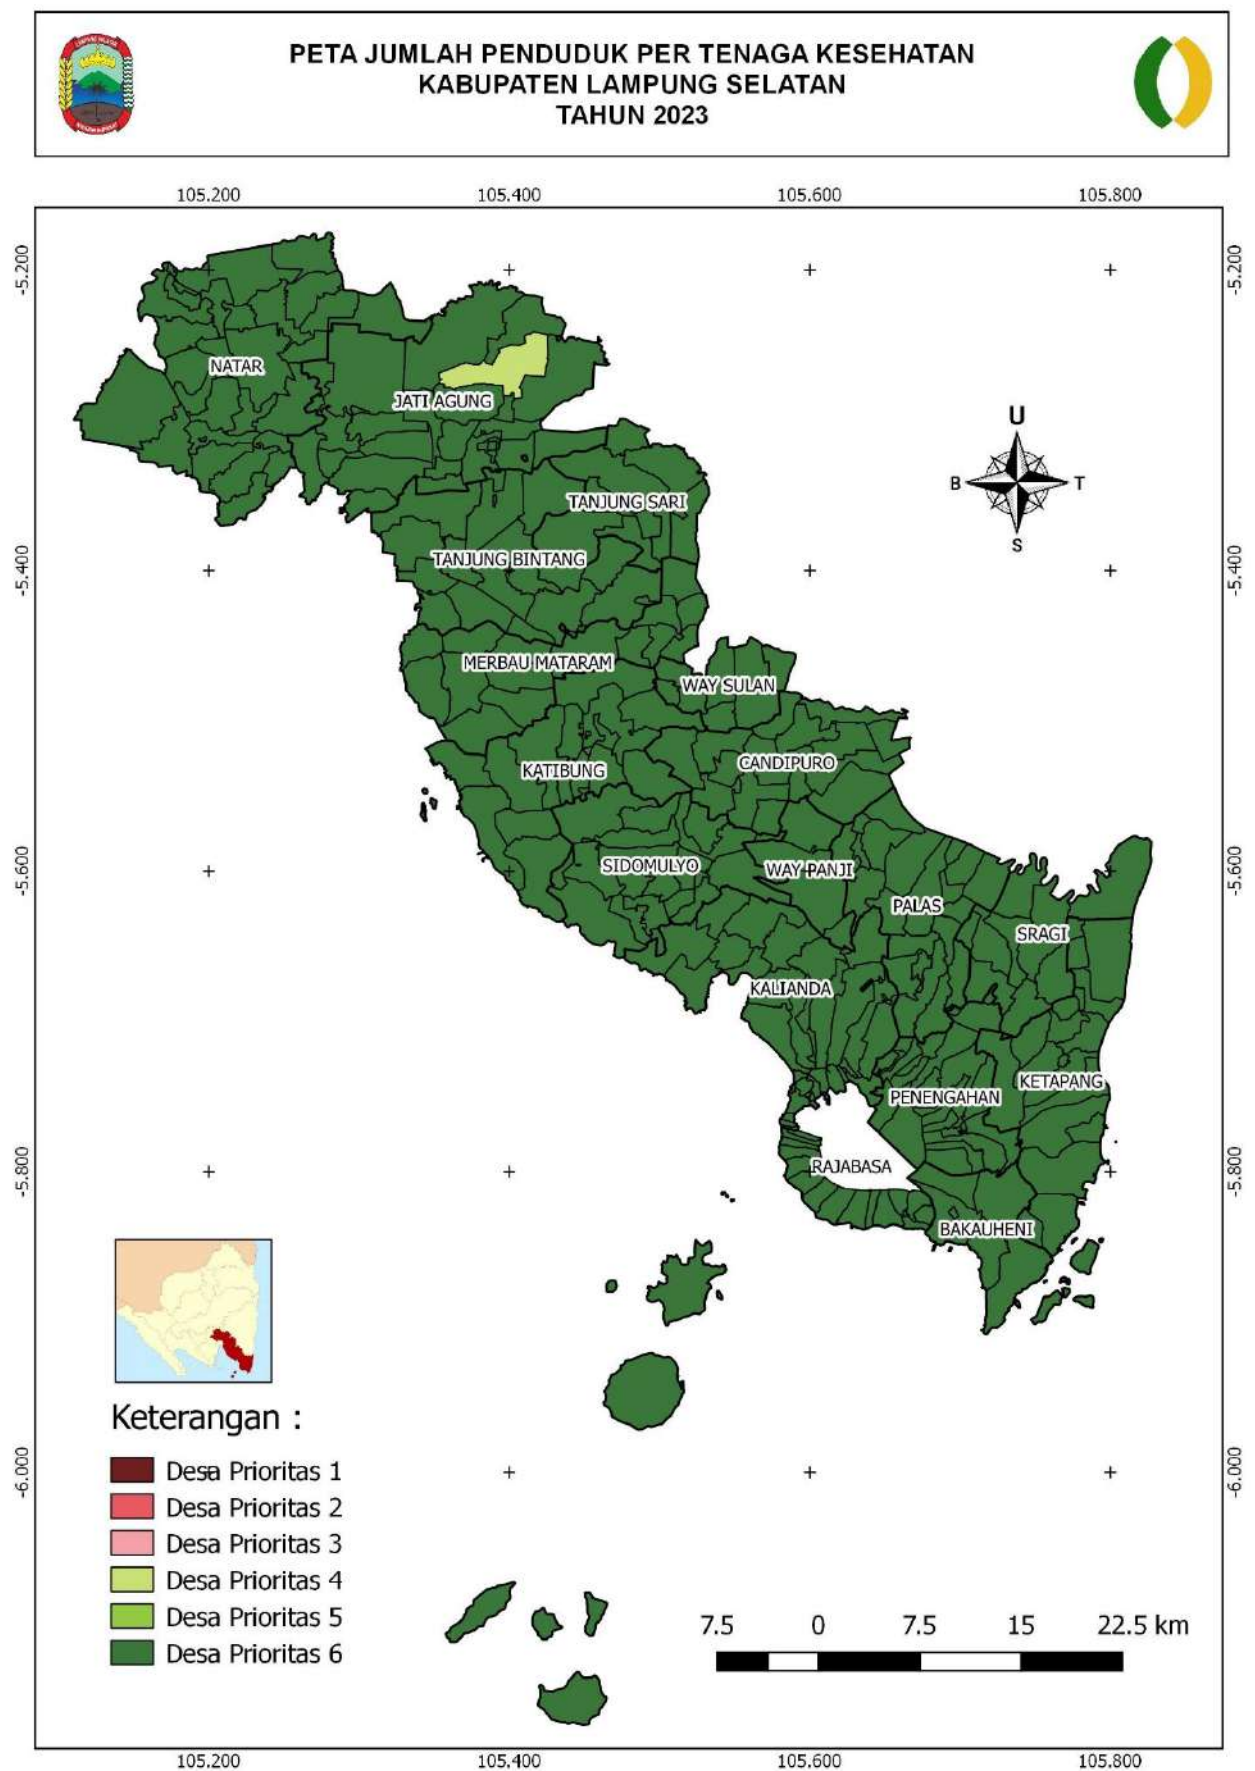 LAMPUNG SELATAN
PETA JUMLAH PENDUDUK PER TENAGA KESEHATAN
KABUPATEN LAMPUNG SELATAN
TAHUN 2023
105.200 105.400 105.600 105.800
-5.200 -5.200
NATAR
JATI AGUNG
U
B T
S
TANJUNG SARI
TANJUNG BINTANG
-5.400 -5.400
MERBAU MATARAM
WAY SULAN
CANDIPURO
KATIBUNG
SIDOMULYO
WAY PANJI
-5.600 -5.600
PALAS
SRAGI
KALIANDA
KETAPANG
PENENGAHAN
RAJABASA
-5.800 -5.800
BAKAUHENI
Keterangan :
Desa Prioritas 1
-6.000 -6.000
Desa Prioritas 2
Desa Prioritas 3
Desa Prioritas 4
Desa Prioritas 5
Desa Prioritas 6
7.5 0 7.5 15 22.5 km
105.200 105.400 105.600 105.800